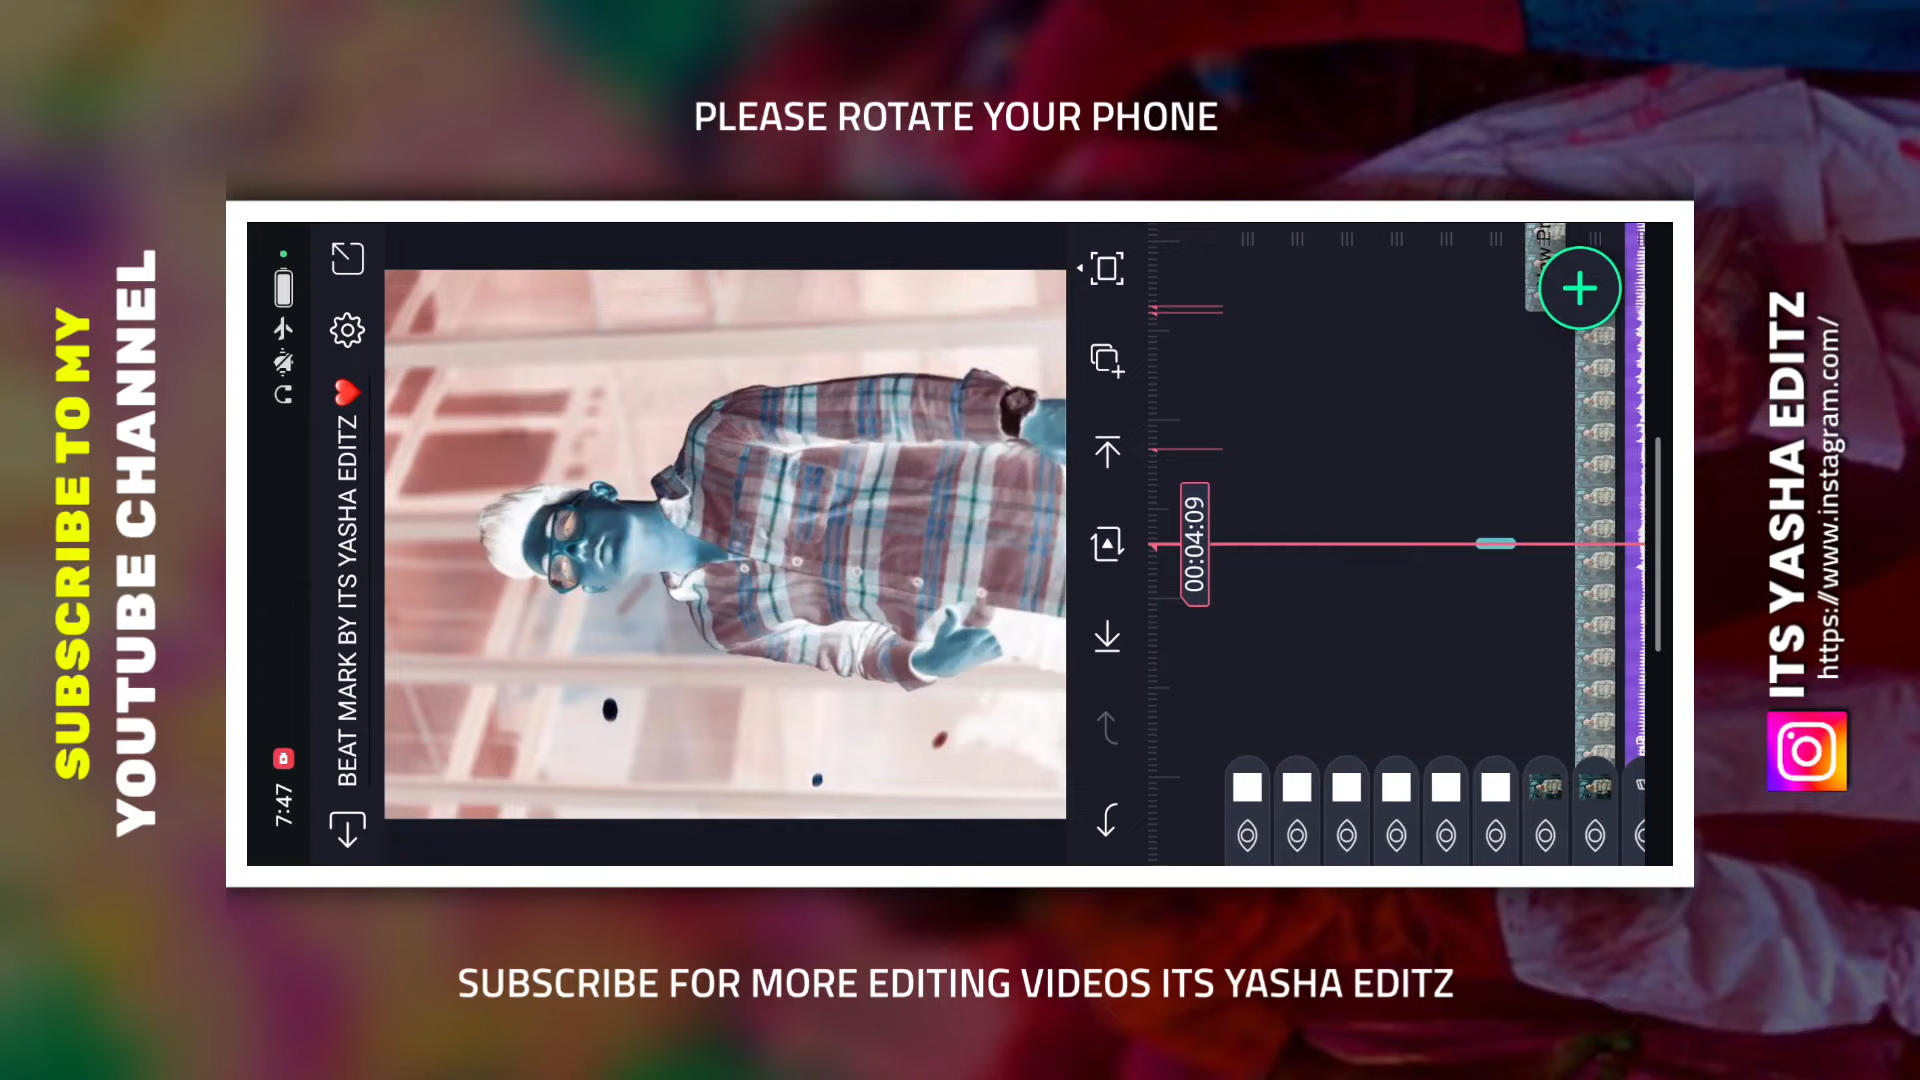 PLEASE ROTATE YOUR PHONE
SUBSCRIBE TO MY
YOUTUBE CHANNEL
7:47
BEAT MARK BY ITS YASHA EDITZ ❤️
00:04:09
ITS YASHA EDITZ
https://www.instagram.com/
SUBSCRIBE FOR MORE EDITING VIDEOS ITS YASHA EDITZ